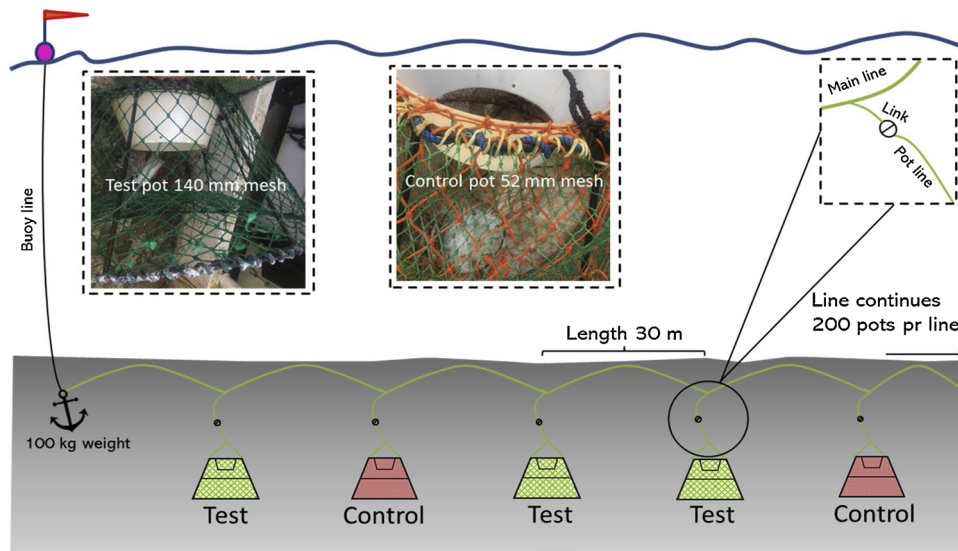 Main line
Link
Pot line
Test pot 140 mm mesh
Control pot 52 mm mesh
Buoy line
Line continues
200 pots pr line
Length 30 m
100 kg weight
Test
Control
Test
Test
Control